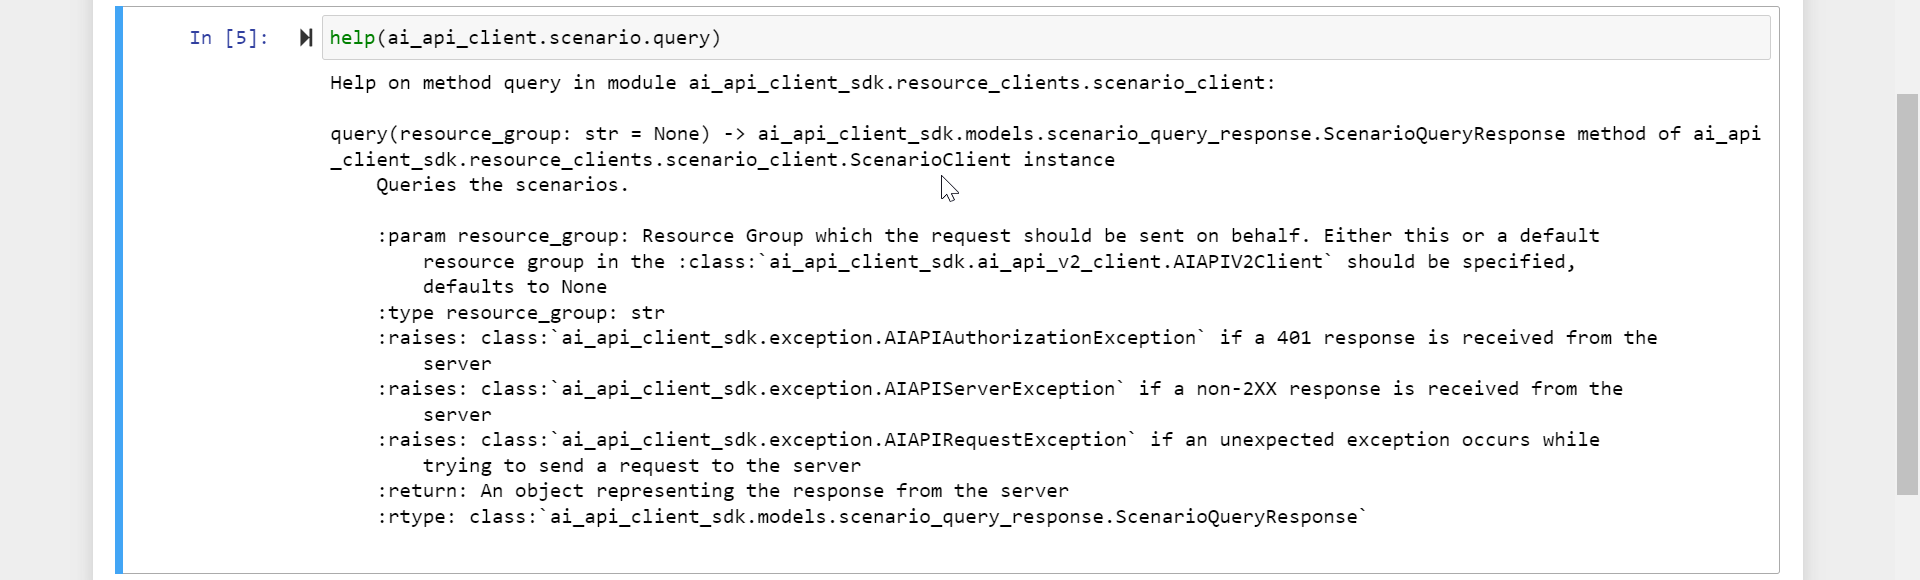 In [5]: help(ai_api_client.scenario.query)
Help on method query in module ai_api_client_sdk.resource_clients.scenario_client:
query(resource_group: str = None) -> ai_api_client_sdk.models.scenario_query_response.ScenarioQueryResponse method of ai_api
_client_sdk.resource_clients.scenario_client.ScenarioClient instance
Queries the scenarios.
:param resource_group: Resource Group which the request should be sent on behalf. Either this or a default
resource group in the :class:`ai_api_client_sdk.ai_api_v2_client.AIAPIV2Client` should be specified,
defaults to None
:type resource_group: str
:raises: class:`ai_api_client_sdk.exception.AIAPIAuthorizationException` if a 401 response is received from the
server
:raises: class:`ai_api_client_sdk.exception.AIAPIServerException` if a non-2XX response is received from the
server
:raises: class:`ai_api_client_sdk.exception.AIAPIRequestException` if an unexpected exception occurs while
trying to send a request to the server
:return: An object representing the response from the server
:rtype: class:`ai_api_client_sdk.models.scenario_query_response.ScenarioQueryResponse`